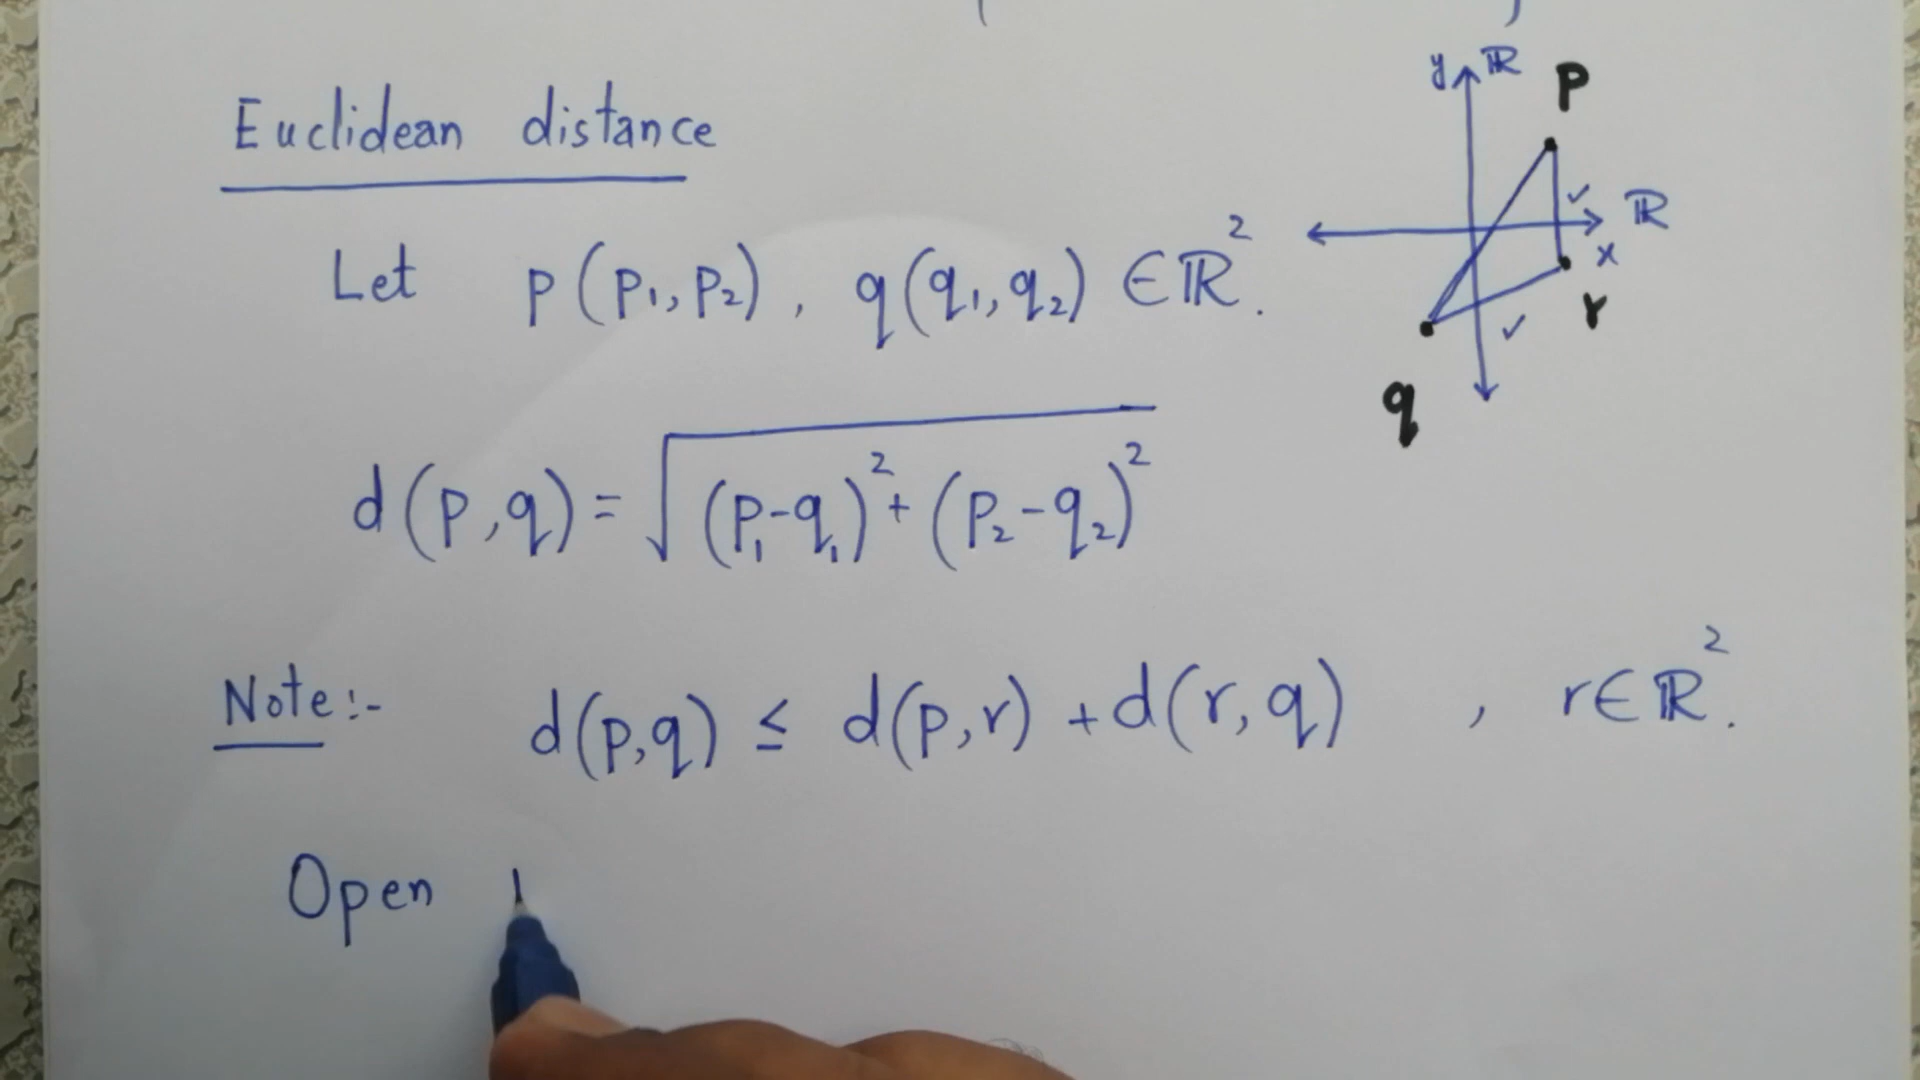 Euclidean distance
Let p(p₁,p₂), q(q₁,q₂) ∈ ℝ².
d(p,q) = √((p₁-q₁)² + (p₂-q₂)²)
Note:- d(p,q) ≤ d(p,r) + d(r,q) , r∈ℝ².
Open
y ℝ
p
ℝ
x
r
q